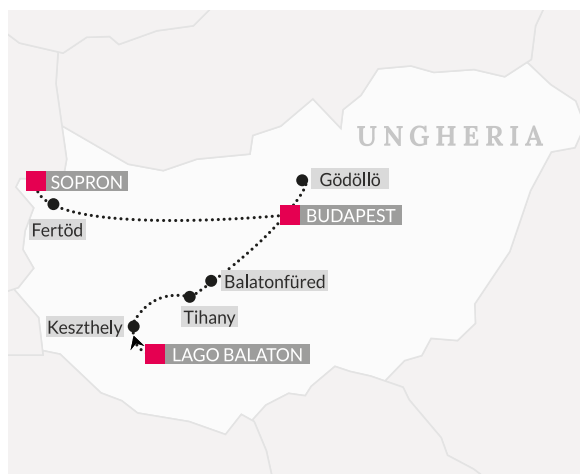 UNGHERIA
SOPRON
Gödöllö
Fertöd
BUDAPEST
Balatonfüred
Tihany
Keszthely
LAGO BALATON